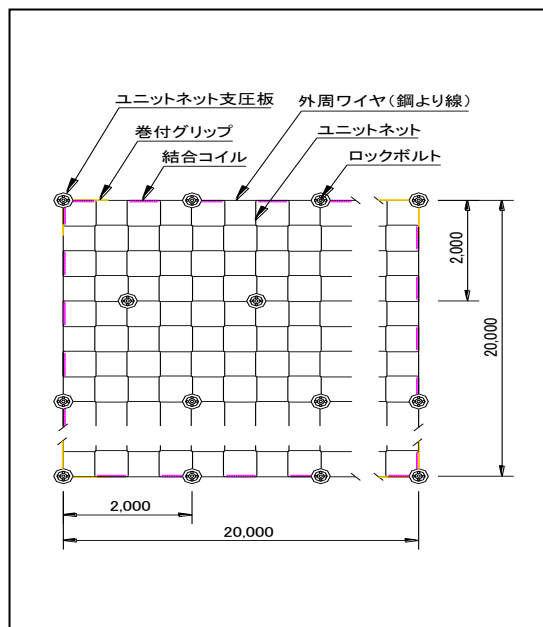 ユニットネット支圧板
外周ワイヤ(鋼より線)
巻付グリップ
ユニットネット
結合コイル
ロックボルト
2,000
20,000
2,000
20,000